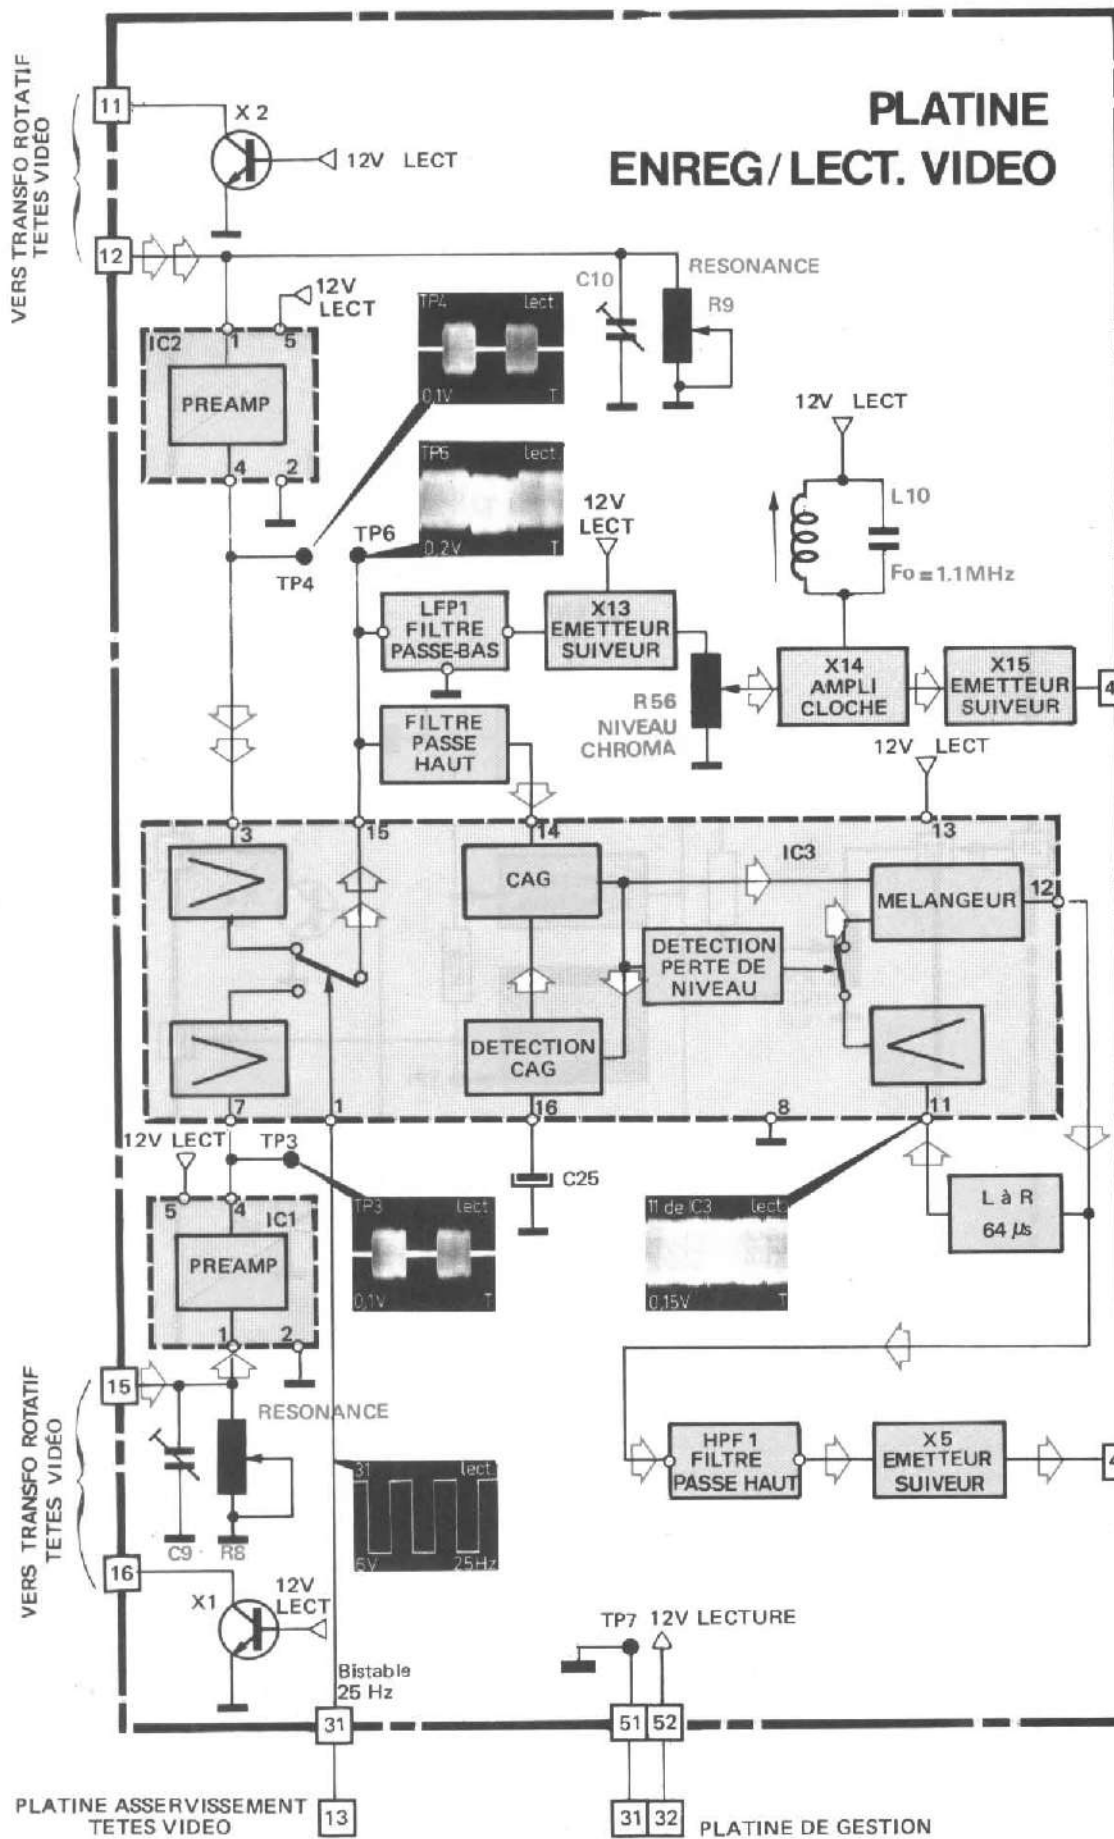 PLATINE
ENREG/LECT. VIDEO
VERS TRANSFO ROTATIF
TETES VIDÉO
11
X 2
12V LECT
12
12V
LECT
IC2
1
5
PREAMP
4
2
TP4
lect.
0,1V
T
C10
RESONANCE
R9
TP6
lect.
0,2V
T
TP4
TP6
12V
LECT
12V LECT
L10
Fo = 1.1MHz
LFP1
FILTRE
PASSE-BAS
X13
EMETTEUR
SUIVEUR
R56
NIVEAU
CHROMA
X14
AMPLI
CLOCHE
X15
EMETTEUR
SUIVEUR
4
FILTRE
PASSE
HAUT
12V LECT
3
15
14
13
IC3
CAG
MELANGEUR
12
DETECTION
PERTE DE
NIVEAU
DETECTION
CAG
7
1
16
8
11
12V LECT
TP3
C25
5
4
IC1
PREAMP
1
2
TP3
lect.
0,1V
T
11 de IC3
lect.
0,15V
T
L à R
64 µs
VERS TRANSFO ROTATIF
TETES VIDÉO
15
RESONANCE
C9
R8
31
lect.
5V
25Hz
HPF 1
FILTRE
PASSE HAUT
X5
EMETTEUR
SUIVEUR
4
16
X1
12V
LECT
Bistable
25 Hz
TP7
12V LECTURE
31
51
52
PLATINE ASSERVISSEMENT
TETES VIDEO
13
31
32
PLATINE DE GESTION